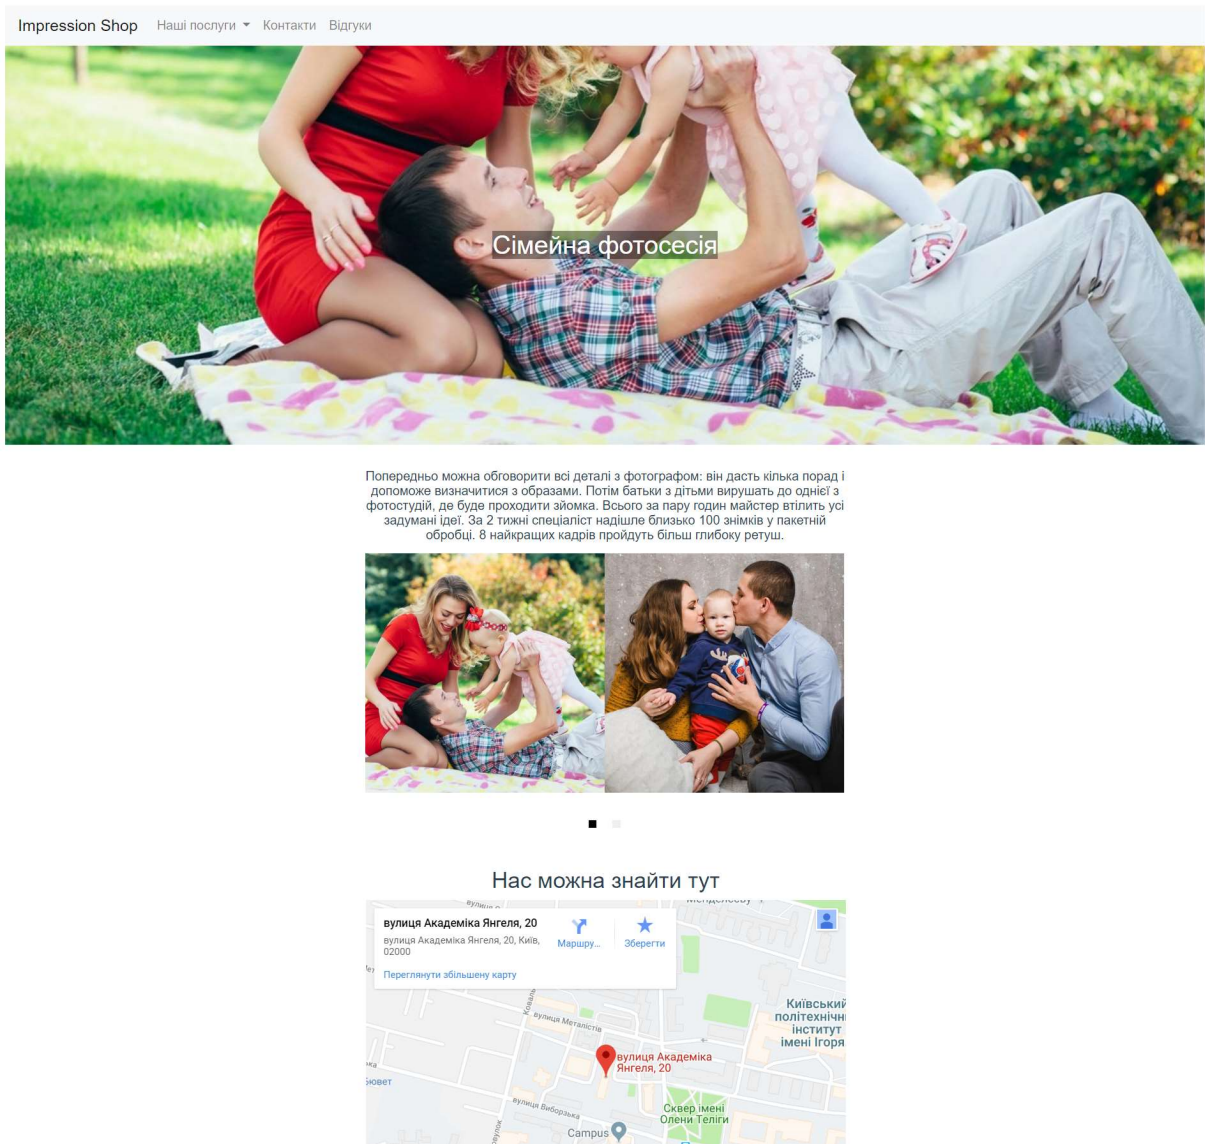 Impression Shop Наші послуги Контакти Відгуки
Сімейна фотосесія
Попередньо можна обговорити всі деталі з фотографом: він дасть кілька порад і
допоможе визначитися з образами. Потім батьки з дітьми вирушать до однієї з
фотостудій, де буде проходити зйомка. Всього за пару годин майстер втілить усі
задумані ідеї. За 2 тижні спеціаліст надішле близько 100 знімків у пакетній
обробці. 8 найкращих кадрів пройдуть більш глибоку ретуш.
Нас можна знайти тут
вулиця Академіка Янгеля, 20
вулиця Академіка Янгеля, 20, Київ,
02000
Маршру...
Зберегти
Переглянути збільшену карту
Київський
політехнічн
інститут
імені Ігоря
вулиця Металістів
вулиця Академіка
Янгеля, 20
Бювет
вулиця Виборзька
Сквер імені
Олени Теліги
Campus